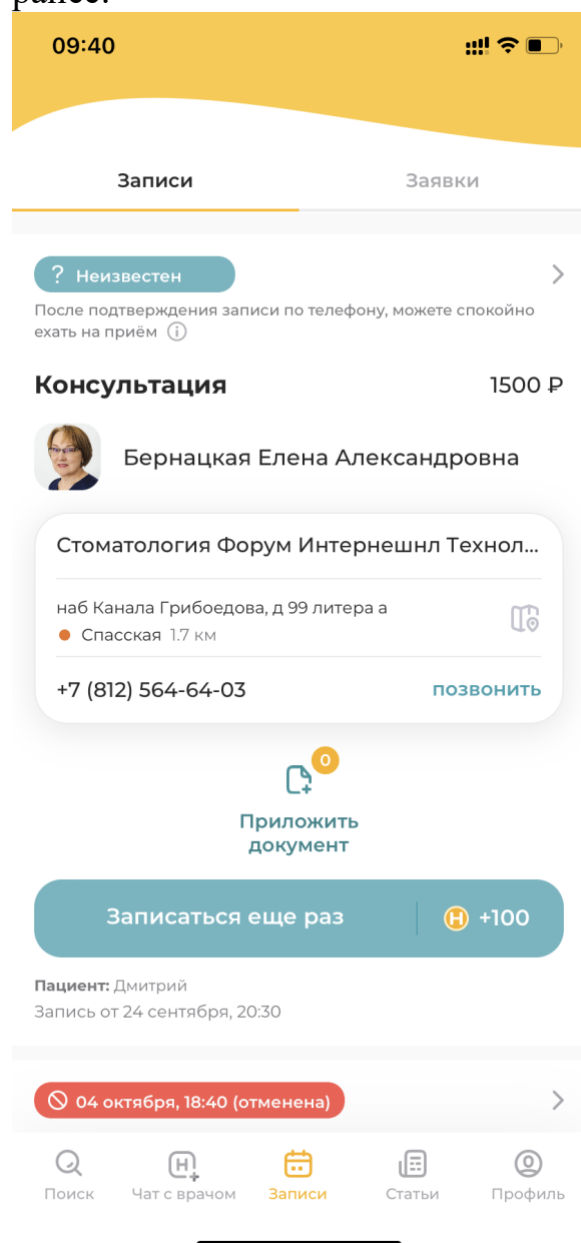 ранее.
09:40
Записи
Заявки
? Неизвестен
После подтверждения записи по телефону, можете спокойно
ехать на приём
Консультация
1500 ₽
Бернацкая Елена Александровна
Стоматология Форум Интернешнл Технол...
наб Канала Грибоедова, д 99 литера а
Спасская 1.7 км
+7 (812) 564-64-03
ПОЗВОНИТЬ
0
Приложить
документ
Записаться еще раз
H +100
Пациент: Дмитрий
Запись от 24 сентября, 20:30
04 октября, 18:40 (отменена)
Поиск
Чат с врачом
Записи
Статьи
Профиль